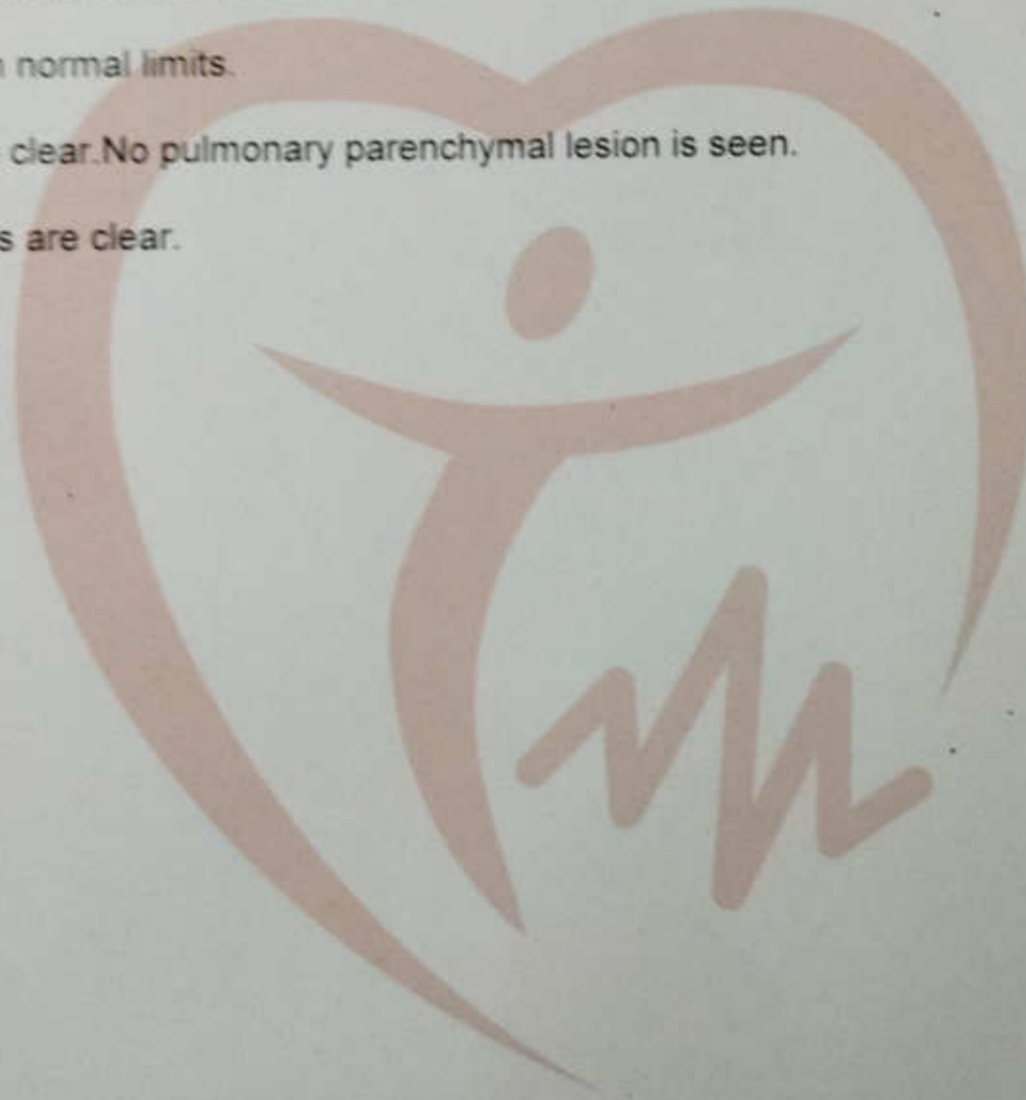 normal limits.
clear.No pulmonary parenchymal lesion is seen.
are clear.